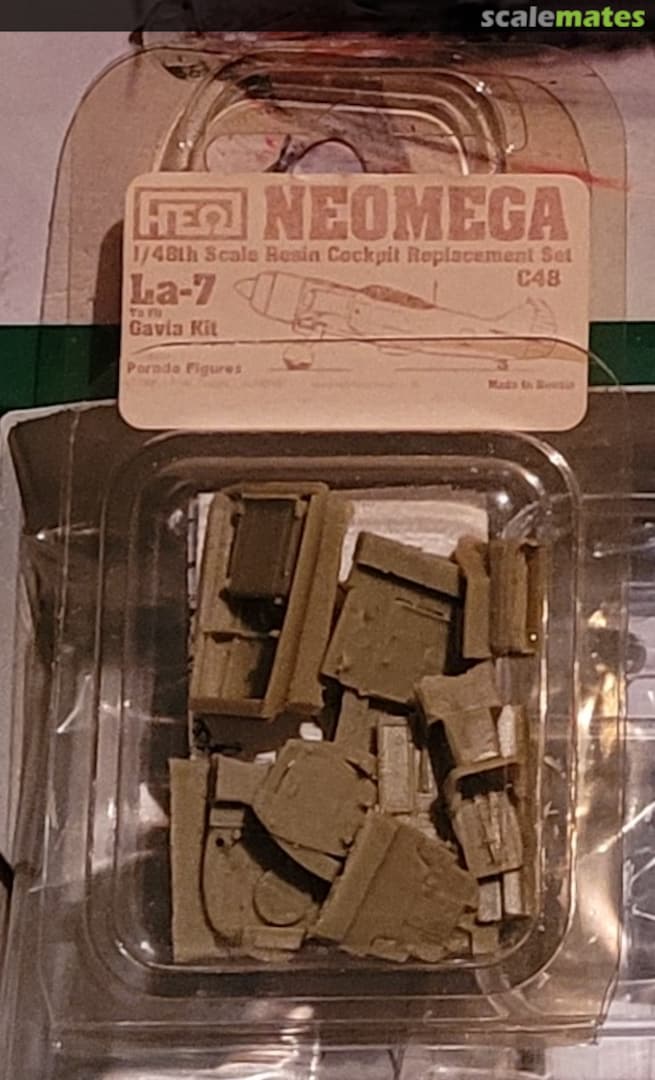 scalemates
НЕΩ NEOMEGA
1/48th Scale Resin Cockpit Replacement Set
La-7
C48
To Fit
Gavia Kit
Parade Figures
Made in Russia